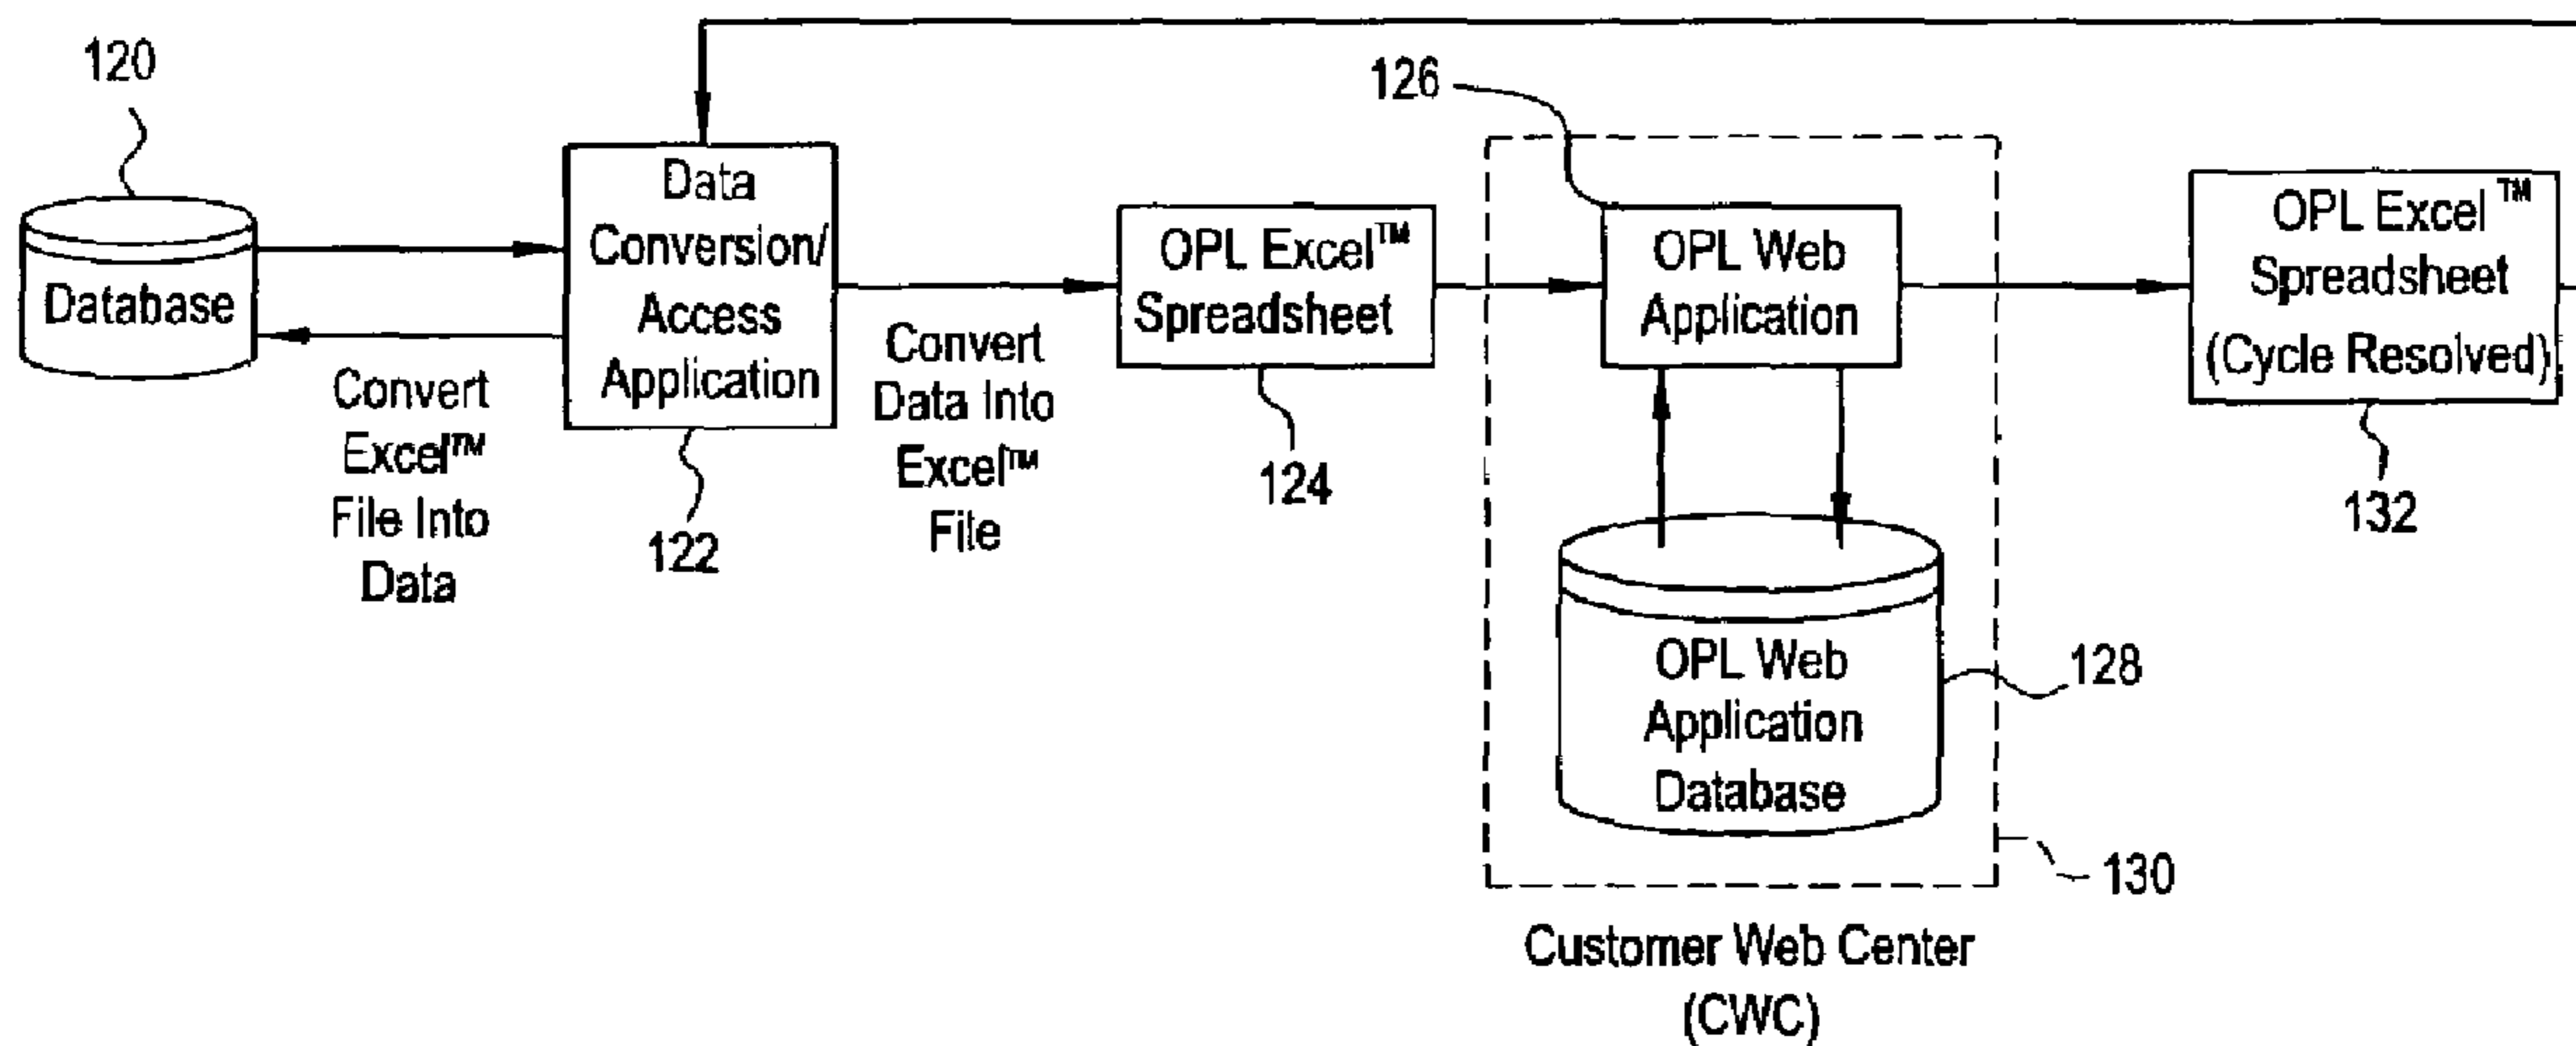 120
Database
Convert
Excel™
File Into
Data
Data
Conversion/
Access
Application
122
Convert
Data Into
Excel™
File
OPL Excel™
Spreadsheet
124
126
OPL Web
Application
OPL Web
Application
Database
128
130
Customer Web Center
(CWC)
OPL Excel™
Spreadsheet
(Cycle Resolved)
132